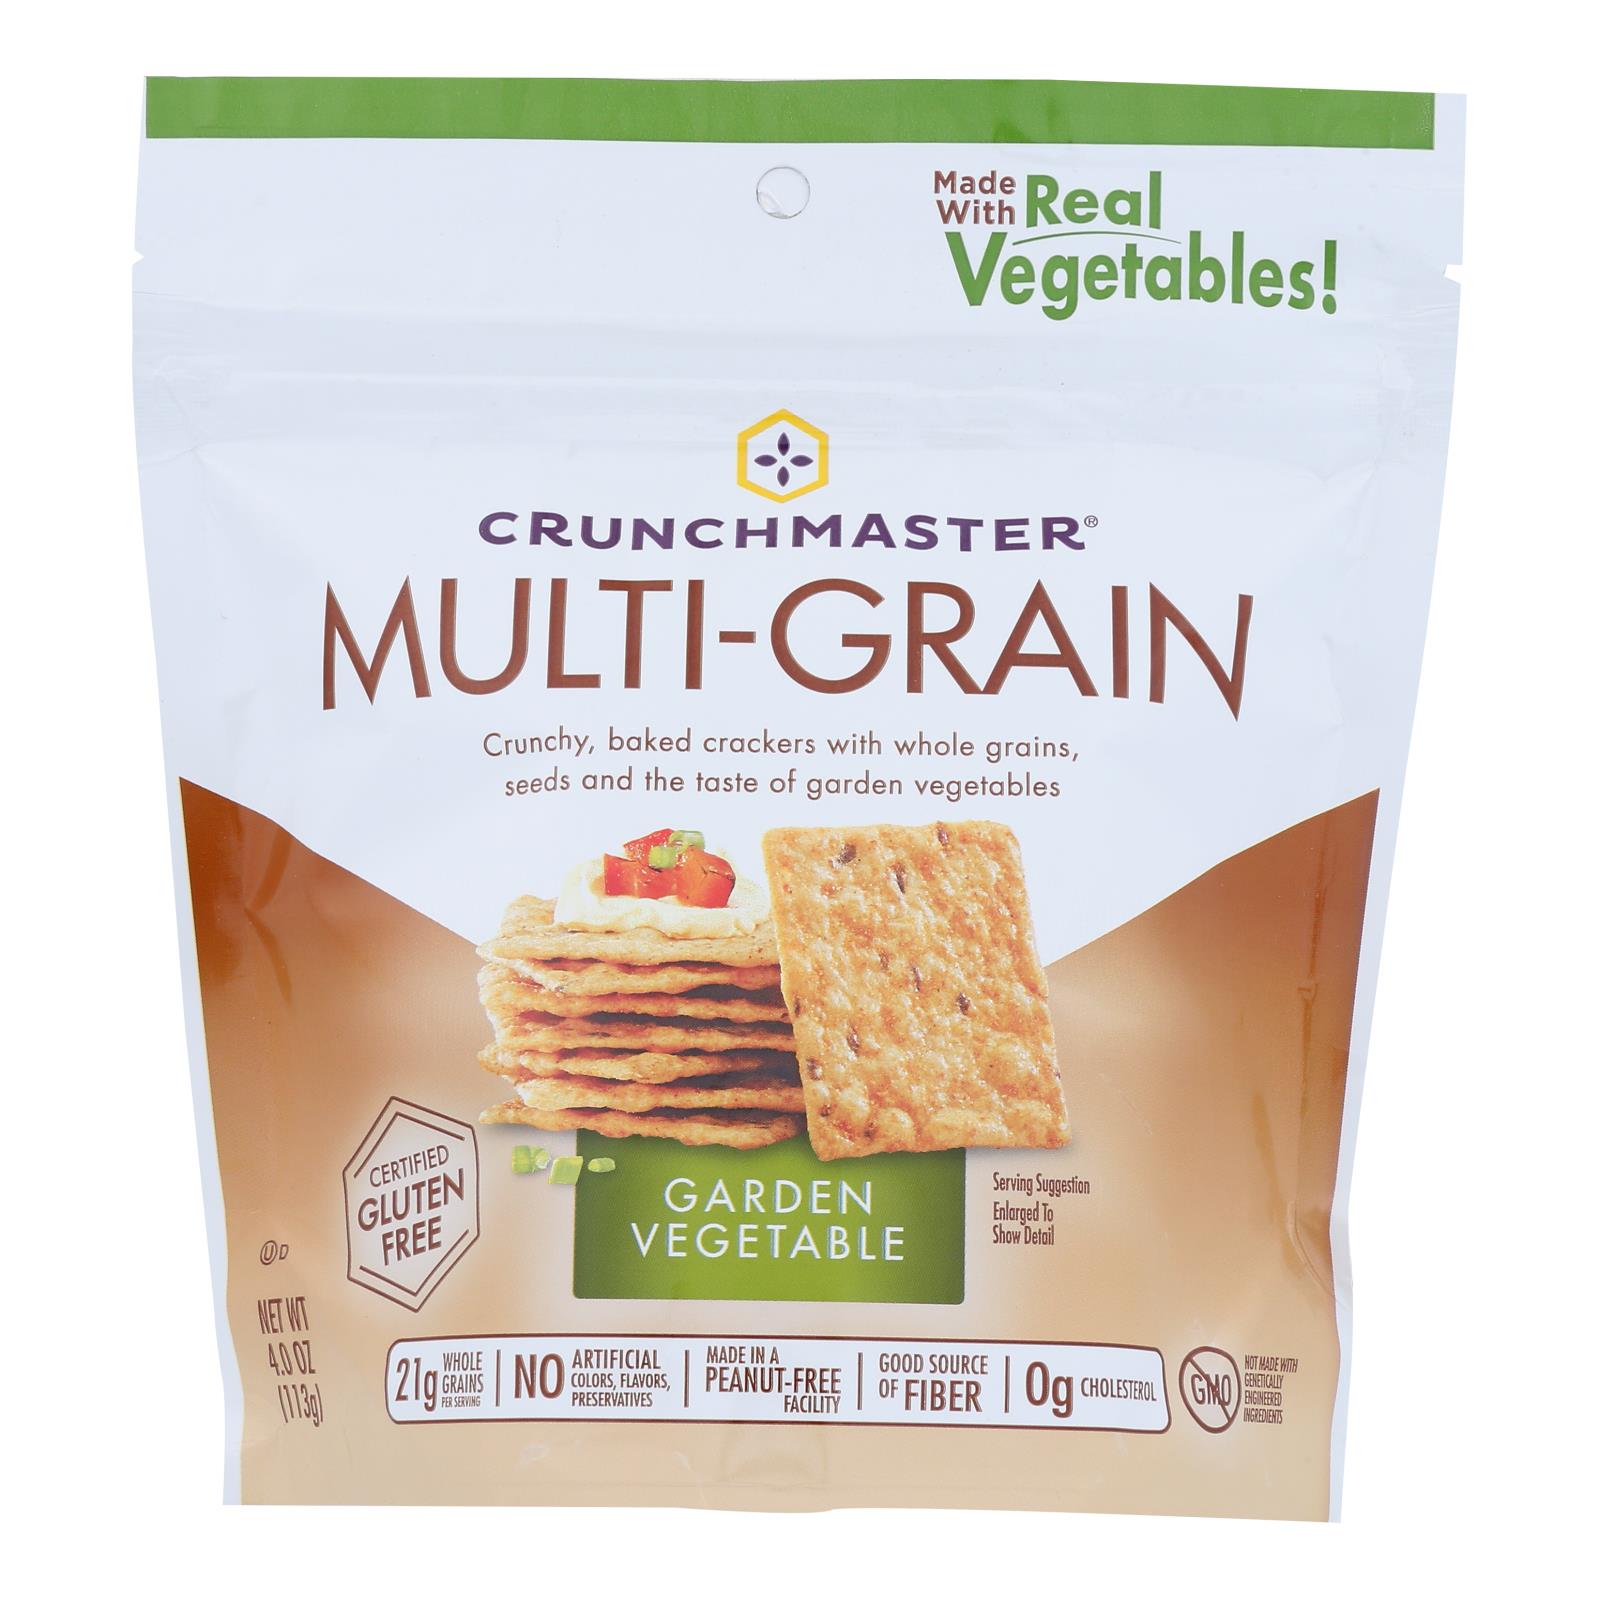 Made
With Real
Vegetables!
CRUNCHMASTER®
MULTI-GRAIN
Crunchy, baked crackers with whole grains,
seeds and the taste of garden vegetables
CERTIFIED
GLUTEN
FREE
GARDEN
VEGETABLE
Serving Suggestion
Enlarged To
Show Detail
U D
NET WT
4.0 OZ
(113g)
21g WHOLE
GRAINS
PER SERVING
NO ARTIFICIAL
COLORS, FLAVORS,
PRESERVATIVES
MADE IN A
PEANUT-FREE
FACILITY
GOOD SOURCE
OF FIBER
0g CHOLESTEROL
GMO
NOT MADE WITH
GENETICALLY
ENGINEERED
INGREDIENTS